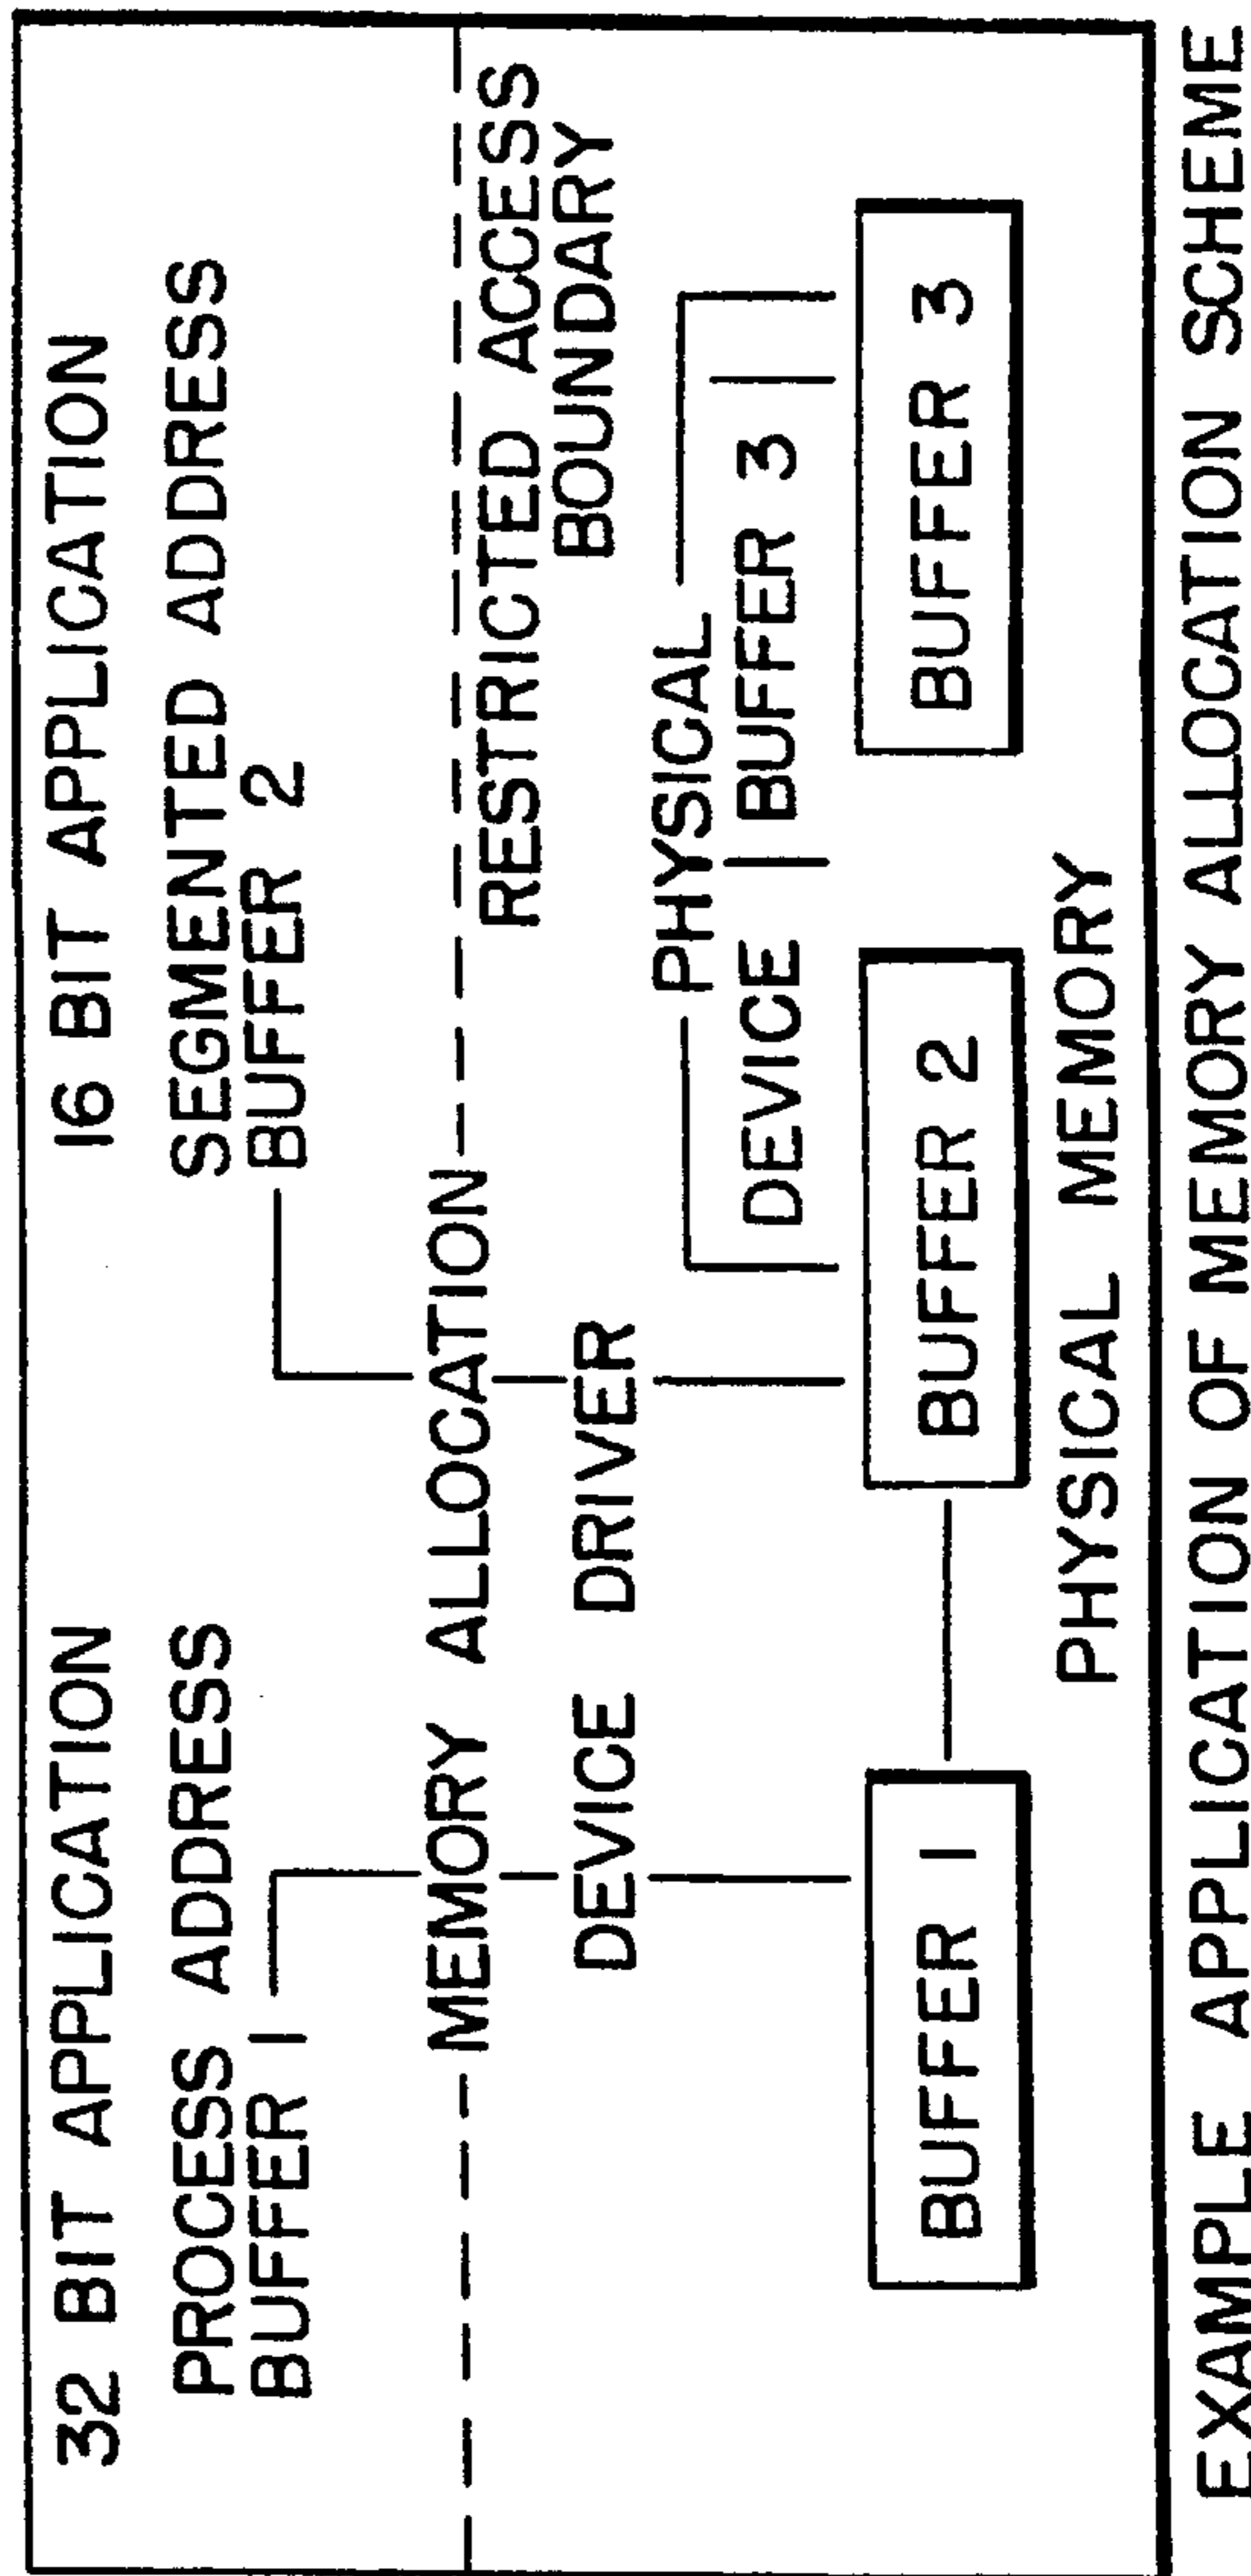 32 BIT APPLICATION
16 BIT APPLICATION
PROCESS ADDRESS
BUFFER 1
SEGMENTED ADDRESS
BUFFER 2
MEMORY ALLOCATION
DEVICE DRIVER
RESTRICTED ACCESS
BOUNDARY
PHYSICAL
DEVICE | BUFFER 3 |
BUFFER 1
BUFFER 2
BUFFER 3
PHYSICAL MEMORY
EXAMPLE APPLICATION OF MEMORY ALLOCATION SCHEME